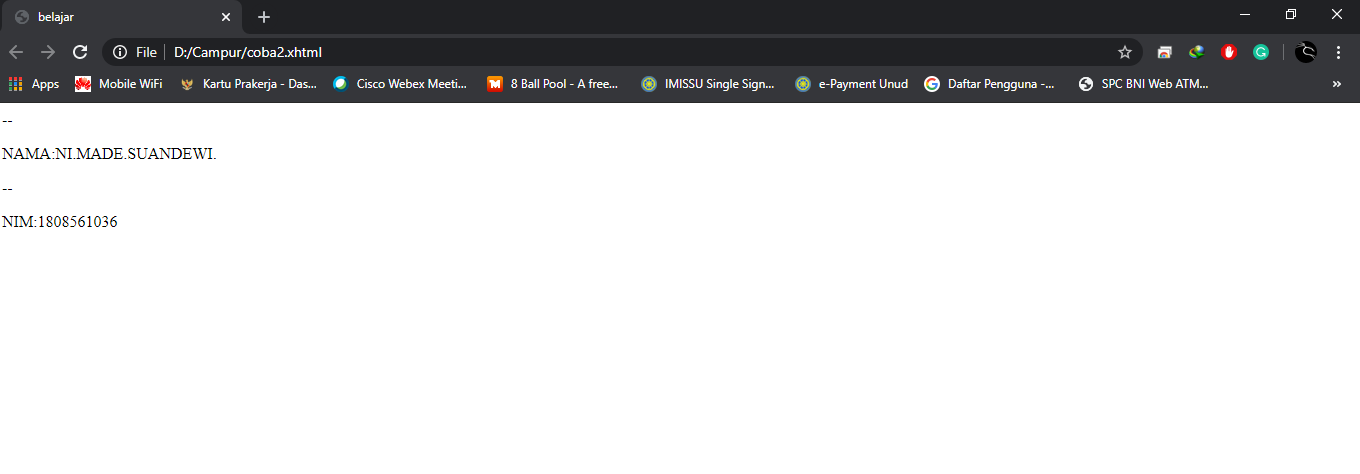 belajar
File D:/Campur/coba2.xhtml
Apps Mobile WiFi Kartu Prakerja - Das... Cisco Webex Meeti... 8 Ball Pool - A free... IMISSU Single Sign... e-Payment Unud Daftar Pengguna -... SPC BNI Web ATM... »
--
NAMA:NI.MADE.SUANDEWI.
--
NIM:1808561036